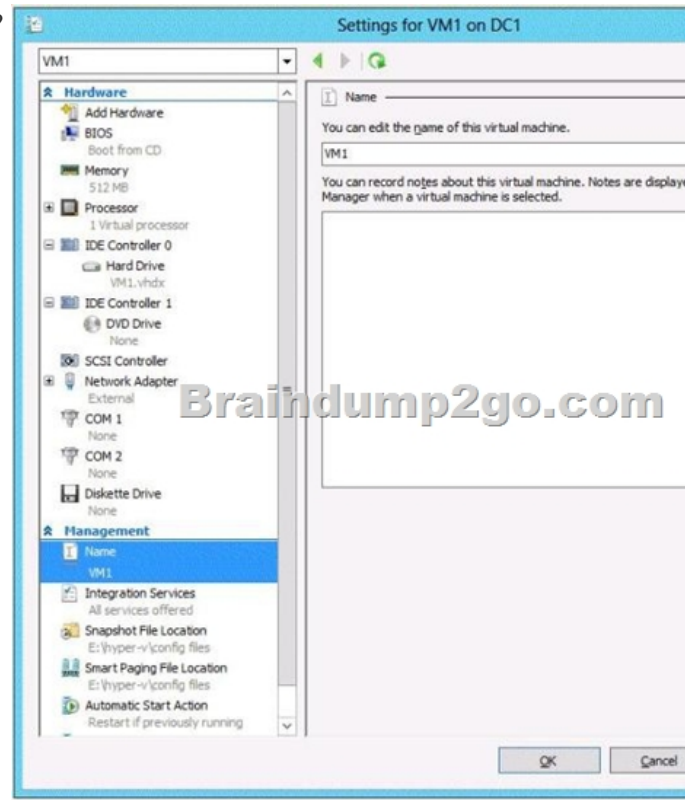 Settings for VM1 on DC1
VM1
Hardware
Add Hardware
BIOS
Boot from CD
Memory
512 MB
Processor
1 Virtual processor
IDE Controller 0
Hard Drive
VM1.vhdx
IDE Controller 1
DVD Drive
None
SCSI Controller
Network Adapter
External
COM 1
None
COM 2
None
Diskette Drive
None
Management
Name
VM1
Integration Services
All services offered
Snapshot File Location
E:\hyper-v\config files
Smart Paging File Location
E:\hyper-v\config files
Automatic Start Action
Restart if previously running
Name
You can edit the name of this virtual machine.
VM1
You can record notes about this virtual machine. Notes are displaye
Manager when a virtual machine is selected.
Braindump2go.com
OK
Cancel